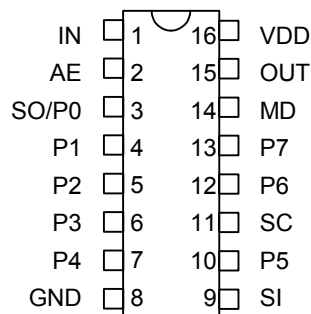 IN 1 16 VDD
AE 2 15 OUT
SO/P0 3 14 MD
P1 4 13 P7
P2 5 12 P6
P3 6 11 SC
P4 7 10 P5
GND 8 9 SI